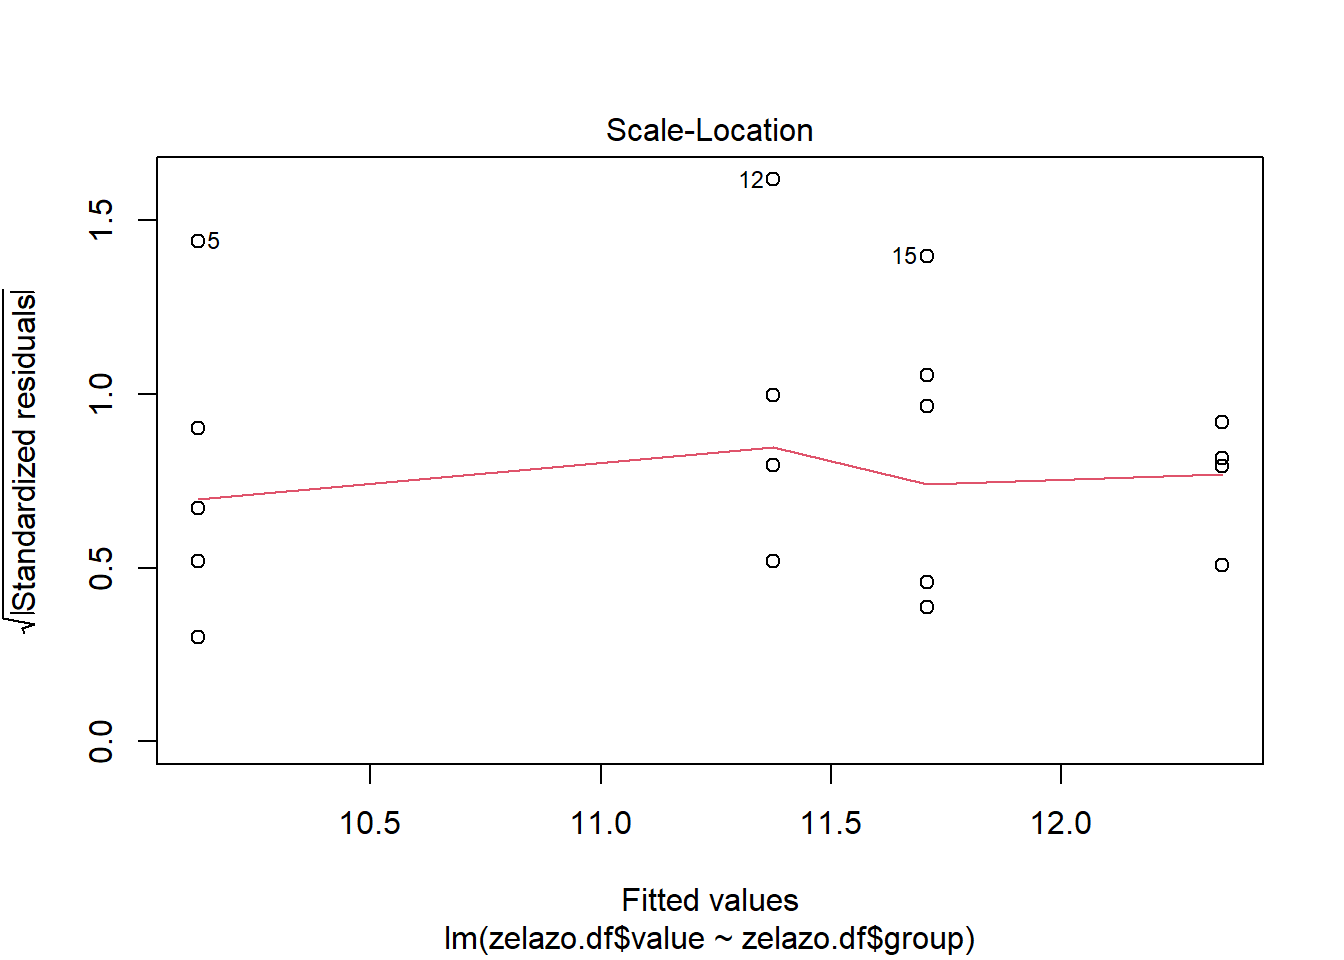 Scale-Location
√|Standardized residuals|
1.5
1.0
0.5
0.0
5
12
15
10.5 11.0 11.5 12.0
Fitted values
lm(zelazo.df$value ~ zelazo.df$group)